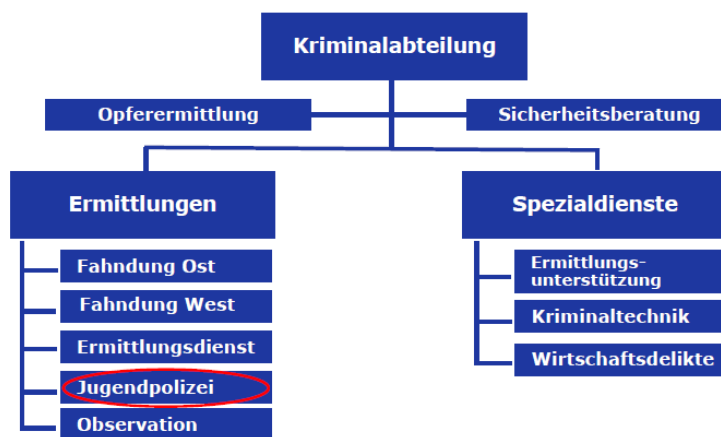 Kriminalabteilung
Opferermittlung
Sicherheitsberatung
Ermittlungen
Fahndung Ost
Fahndung West
Ermittlungsdienst
Jugendpolizei
Observation
Spezialdienste
Ermittlungs-
unterstützung
Kriminaltechnik
Wirtschaftsdelikte